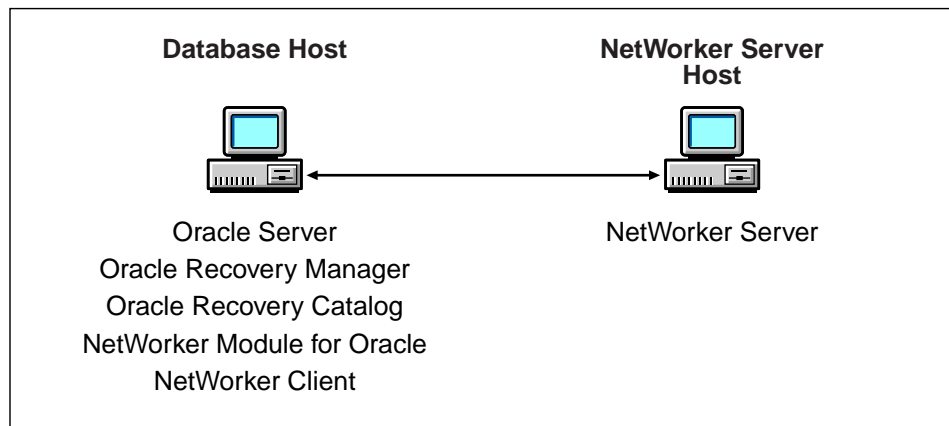 Database Host
NetWorker Server
Host
Oracle Server
Oracle Recovery Manager
Oracle Recovery Catalog
NetWorker Module for Oracle
NetWorker Client
NetWorker Server